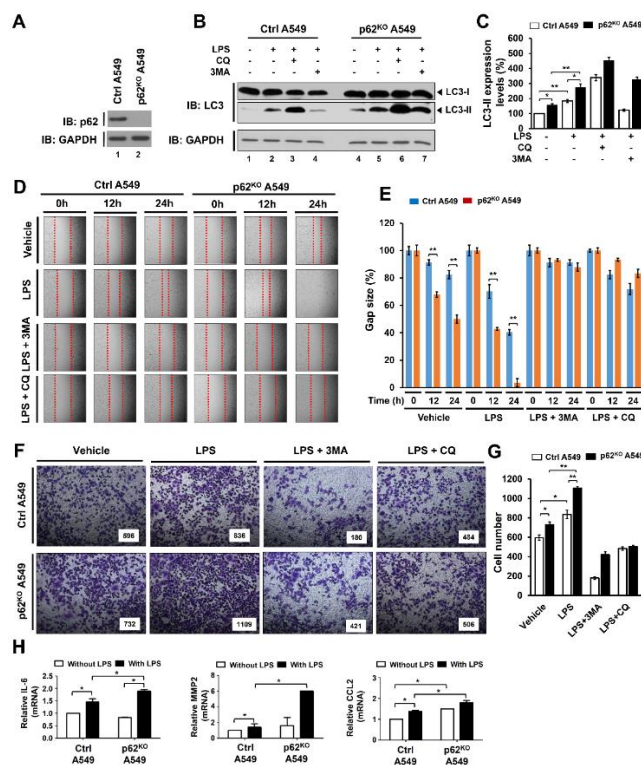 A
Ctrl A549
p62KO A549
IB: p62
IB: GAPDH
1 2
B
Ctrl A549 p62KO A549
LPS - + + + - + + +
CQ
3MA
IB: LC3
LC3-I
LC3-II
IB: GAPDH
1 2 3 4 4 5 6 7
C
Ctrl A549 p62KO A549
LC3-II expression
levels (%)
600
500
400
300
200
100
0
* ** ** *
LPS - + + +
CQ - - + -
3MA - - - +
D
Ctrl A549 p62KO A549
0h 12h 24h 0h 12h 24h
Vehicle
LPS
LPS + 3MA
LPS + CQ
E
Ctrl A549 p62KO A549
Gap size (%)
120
100
80
60
40
20
0
** ** ** **
Time (h) 0 12 24 0 12 24 0 12 24 0 12 24
Vehicle LPS LPS + 3MA LPS + CQ
F
Vehicle LPS LPS + 3MA LPS + CQ
Ctrl A549
596 836 180 484
p62KO A549
732 1109 421 506
G
Ctrl A549 p62KO A549
Cell number
1200
1000
800
600
400
200
0
* * ** **
Vehicle
LPS
LPS+3MA
LPS+CQ
H
Without LPS With LPS
Relative IL-6
(mRNA)
2.5
2.0
1.5
1.0
0.5
0.0
* * *
Ctrl p62KO
A549 A549
Without LPS With LPS
Relative MMP2
(mRNA)
8
6
4
2
0
* *
Ctrl p62KO
A549 A549
Without LPS With LPS
Relative CCL2
(mRNA)
* * *
Ctrl p62KO
A549 A549